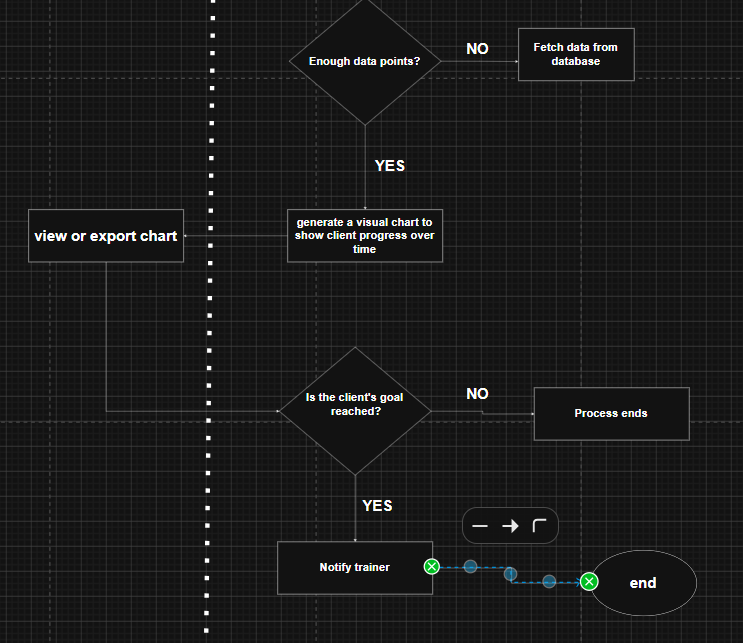 Enough data points?
NO
Fetch data from
database
YES
view or export chart
generate a visual chart to
show client progress over
time
Is the client's goal
reached?
NO
Process ends
YES
Notify trainer
end